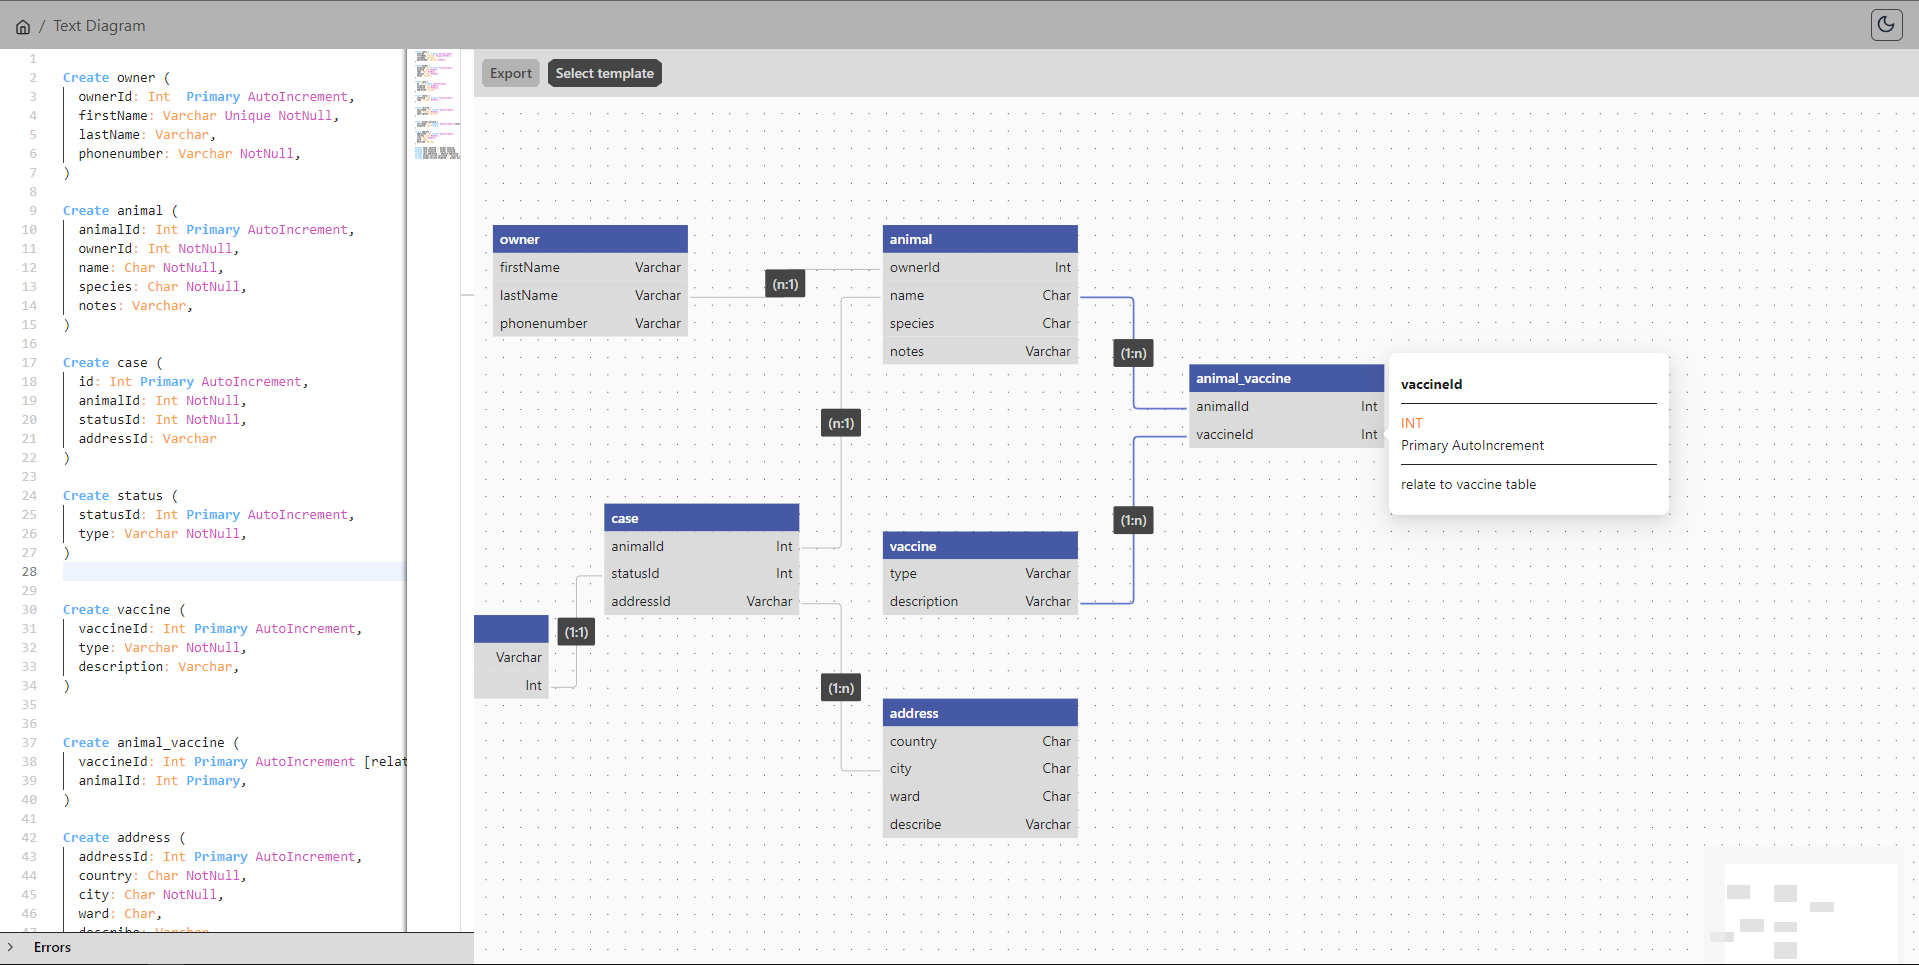 / Text Diagram
1
2 Create owner (
3 ownerId: Int Primary AutoIncrement,
4 firstName: Varchar Unique NotNull,
5 lastName: Varchar,
6 phonenumber: Varchar NotNull,
7 )
8
9 Create animal (
10 animalId: Int Primary AutoIncrement,
11 ownerId: Int NotNull,
12 name: Char NotNull,
13 species: Char NotNull,
14 notes: Varchar,
15 )
16
17 Create case (
18 id: Int Primary AutoIncrement,
19 animalId: Int NotNull,
20 statusId: Int NotNull,
21 addressId: Varchar
22 )
23
24 Create status (
25 statusId: Int Primary AutoIncrement,
26 type: Varchar NotNull,
27 )
28
29
30 Create vaccine (
31 vaccineId: Int Primary AutoIncrement,
32 type: Varchar NotNull,
33 description: Varchar,
34 )
35
36
37 Create animal_vaccine (
38 vaccineId: Int Primary AutoIncrement [relat
39 animalId: Int Primary,
40 )
41
42 Create address (
43 addressId: Int Primary AutoIncrement,
44 country: Char NotNull,
45 city: Char NotNull,
46 ward: Char,
47 describe: Varchar
Errors
Export Select template
owner
firstName Varchar
lastName Varchar
phonenumber Varchar
(n:1)
animal
ownerId Int
name Char
species Char
notes Varchar
(1:n)
animal_vaccine
animalId Int
vaccineId Int
vaccineId
INT
Primary AutoIncrement
relate to vaccine table
(n:1)
case
animalId Int
statusId Int
addressId Varchar
(1:n)
vaccine
type Varchar
description Varchar
(1:1)
Varchar
Int
(1:n)
address
country Char
city Char
ward Char
describe Varchar